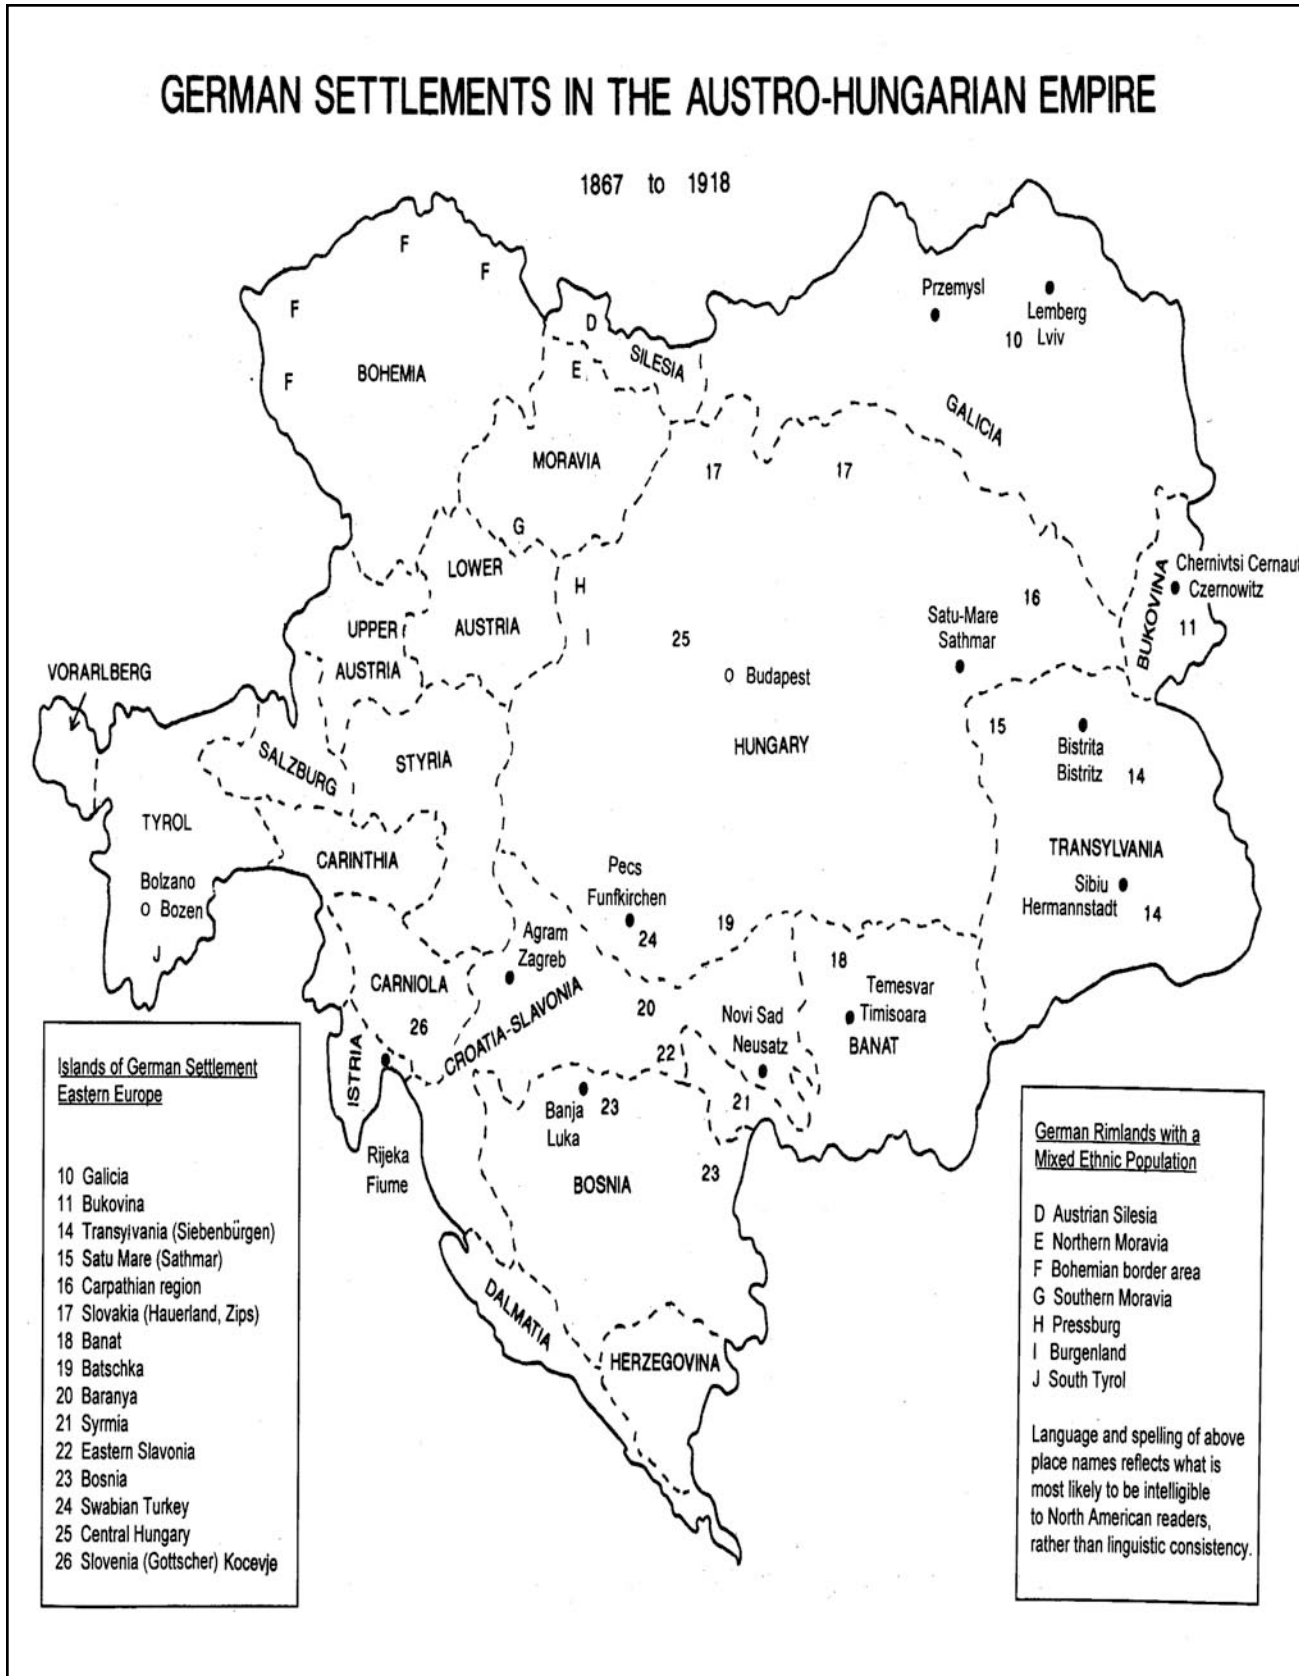 GERMAN SETTLEMENTS IN THE AUSTRO-HUNGARIAN EMPIRE
1867 to 1918
F
F
F
F
BOHEMIA
D
SILESIA
E
MORAVIA
G
Przemysl
Lemberg
10 Lviv
GALICIA
17
17
LOWER
AUSTRIA
H
I
UPPER
AUSTRIA
25
Budapest
HUNGARY
16
Satu-Mare
Sathmar
BUKOVINA
Chernivtsi Cernaut
Czernowitz
11
VORARLBERG
SALZBURG
STYRIA
TYROL
CARINTHIA
Bolzano
Bozen
J
15
Bistrita
Bistritz
14
TRANSYLVANIA
Sibiu
Hermannstadt
14
Pecs
Funfkirchen
24
19
Agram
Zagreb
CARNIOLA
26
CROATIA-SLAVONIA
20
18
Temesvar
Timisoara
BANAT
Novi Sad
Neusatz
22
21
ISTRIA
Rijeka
Fiume
Banja
Luka
23
23
BOSNIA
DALMATIA
HERZEGOVINA
Islands of German Settlement
Eastern Europe
10 Galicia
11 Bukovina
14 Transylvania (Siebenbürgen)
15 Satu Mare (Sathmar)
16 Carpathian region
17 Slovakia (Hauerland, Zips)
18 Banat
19 Batschka
20 Baranya
21 Syrmia
22 Eastern Slavonia
23 Bosnia
24 Swabian Turkey
25 Central Hungary
26 Slovenia (Gottscher) Kocevje
German Rimlands with a
Mixed Ethnic Population
D Austrian Silesia
E Northern Moravia
F Bohemian border area
G Southern Moravia
H Pressburg
I Burgenland
J South Tyrol
Language and spelling of above
place names reflects what is
most likely to be intelligible
to North American readers,
rather than linguistic consistency.